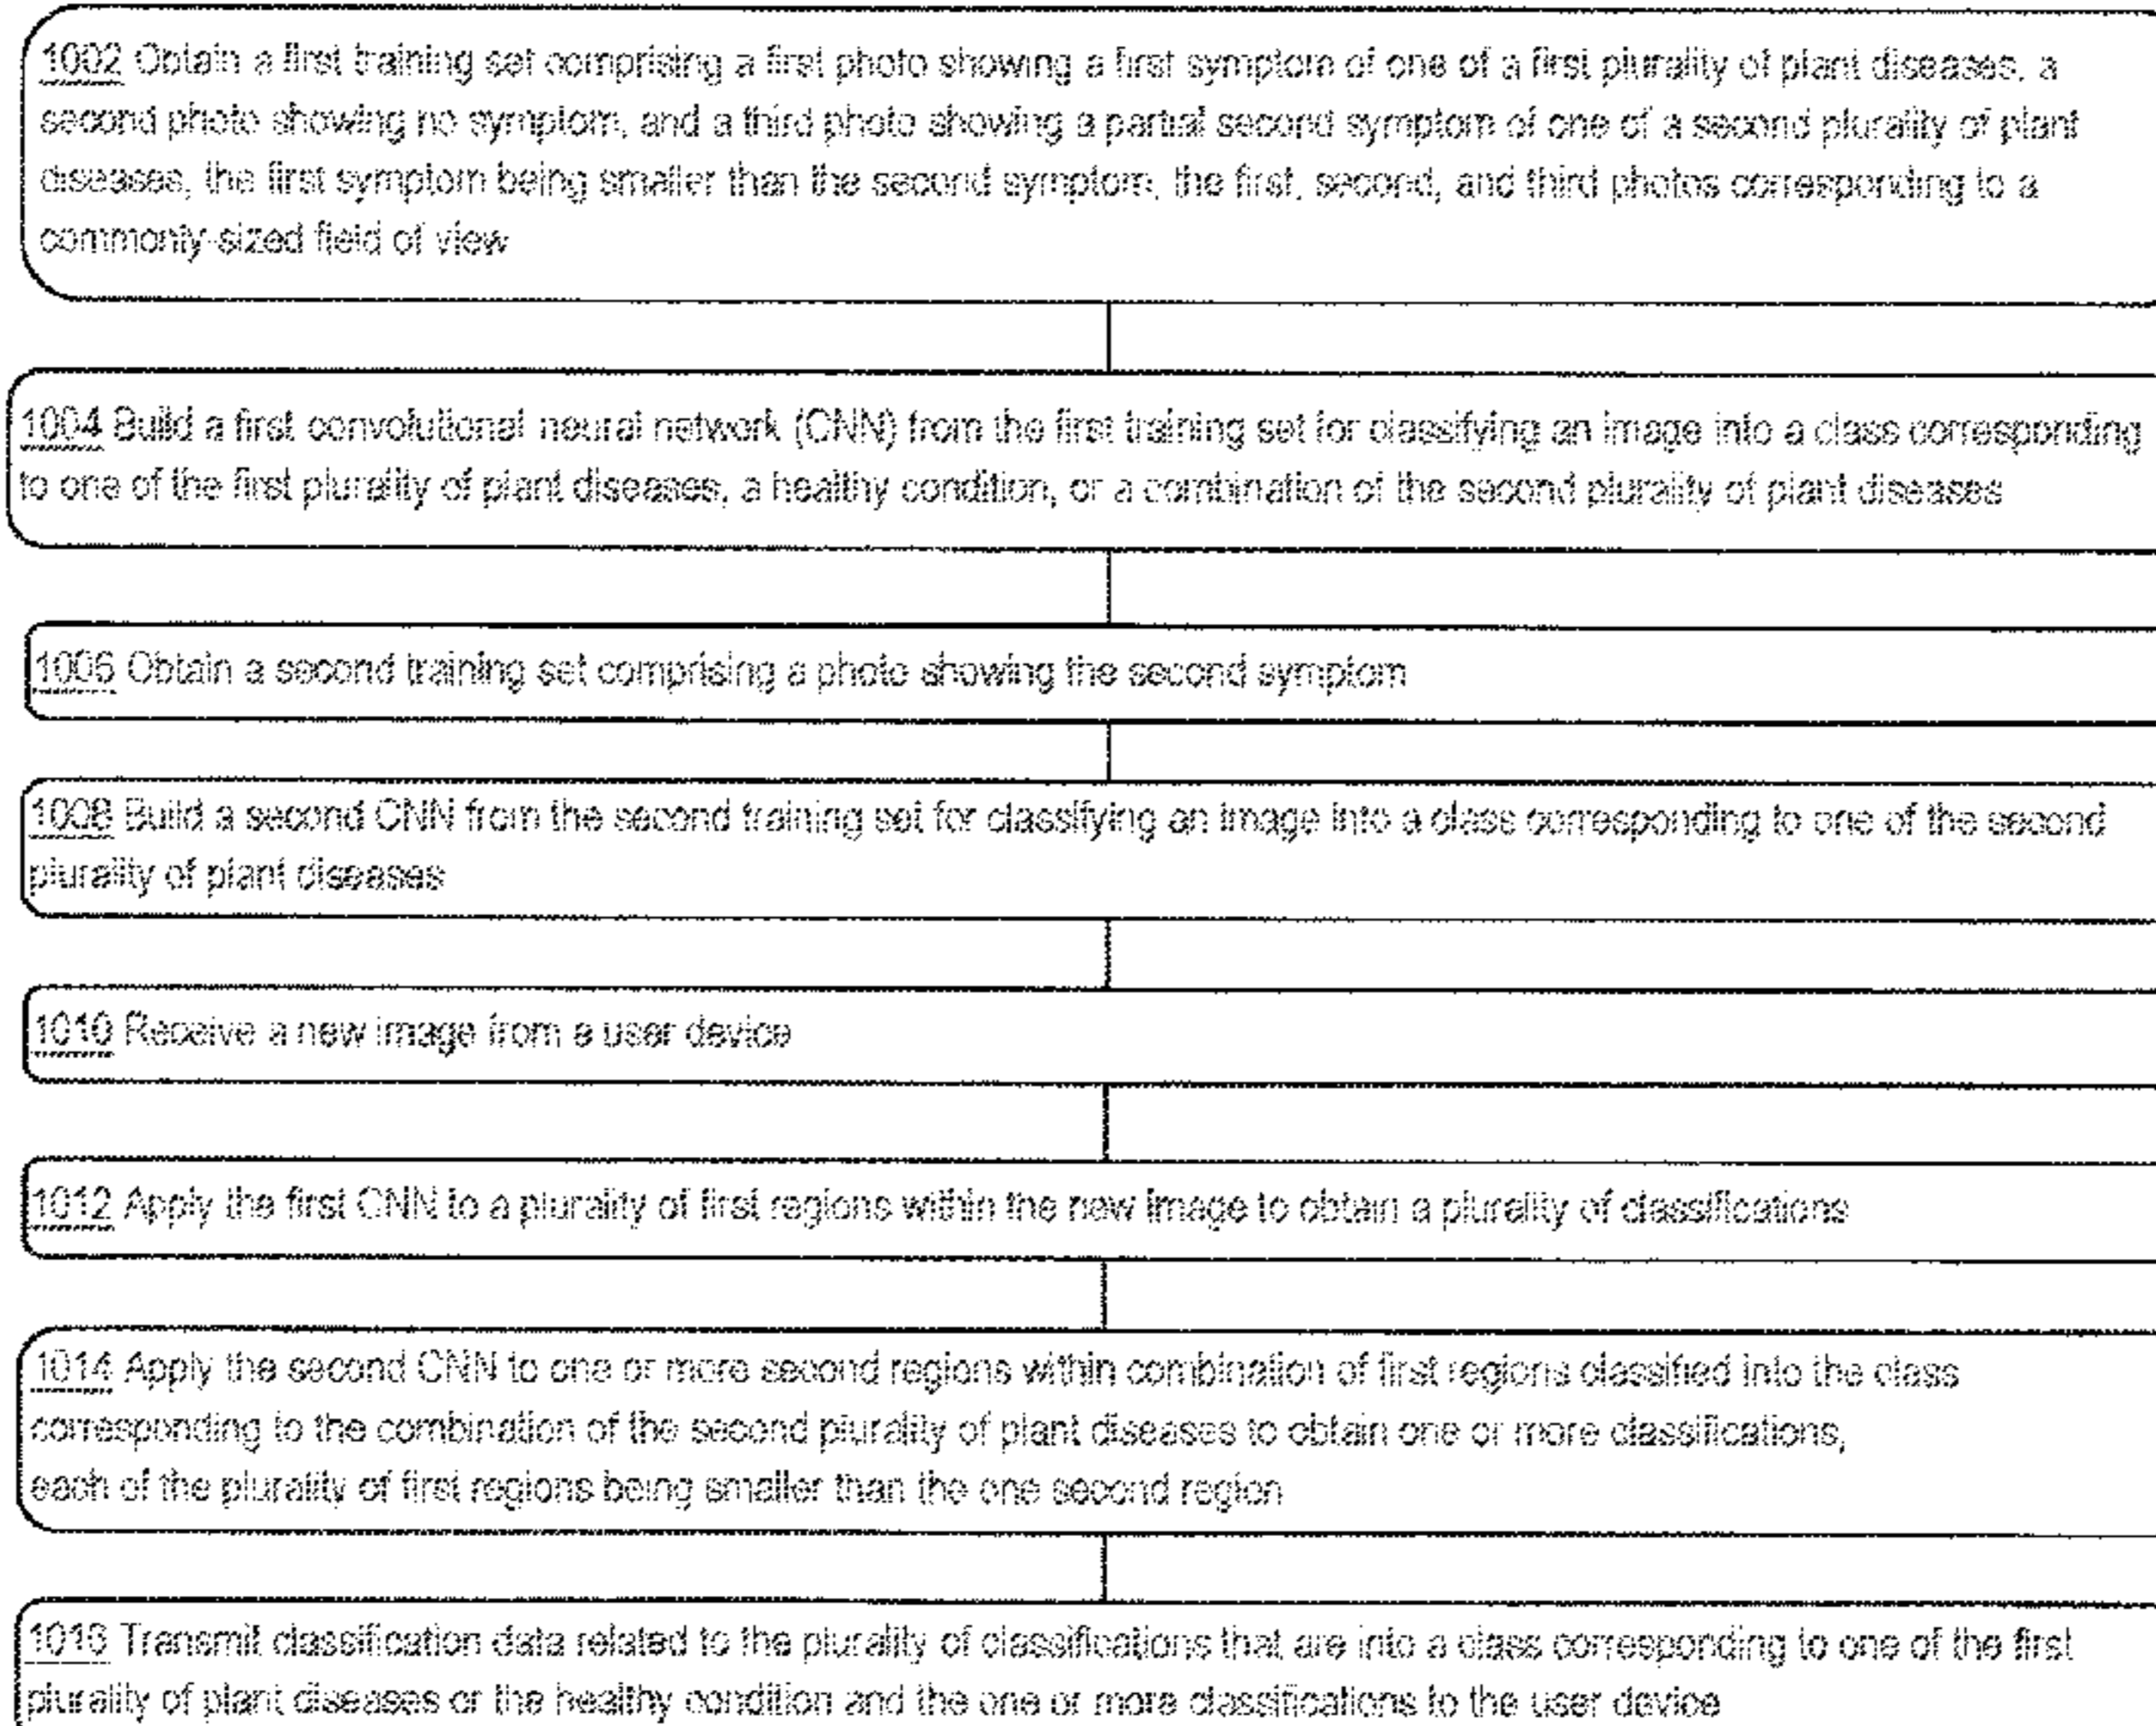 1002 Obtain a first training set comprising a first photo showing a first symptom of one of a first plurality of plant diseases, a
second photo showing no symptom, and a third photo showing a partial second symptom of one of a second plurality of plant
diseases, the first symptom being smaller than the second symptom, the first, second, and third photos corresponding to a
commonly-sized field of view
1004 Build a first convolutional neural network (CNN) from the first training set for classifying an image into a class corresponding
to one of the first plurality of plant diseases, a healthy condition, or a combination of the second plurality of plant diseases
1006 Obtain a second training set comprising a photo showing the second symptom
1008 Build a second CNN from the second training set for classifying an image into a class corresponding to one of the second
plurality of plant diseases
1010 Receive a new image from a user device
1012 Apply the first CNN to a plurality of first regions within the new image to obtain a plurality of classifications
1014 Apply the second CNN to one or more second regions within combination of first regions classified into the class
corresponding to the combination of the second plurality of plant diseases to obtain one or more classifications,
each of the plurality of first regions being smaller than the one second region
1016 Transmit classification data related to the plurality of classifications that are into a class corresponding to one of the first
plurality of plant diseases or the healthy condition and the one or more classifications to the user device